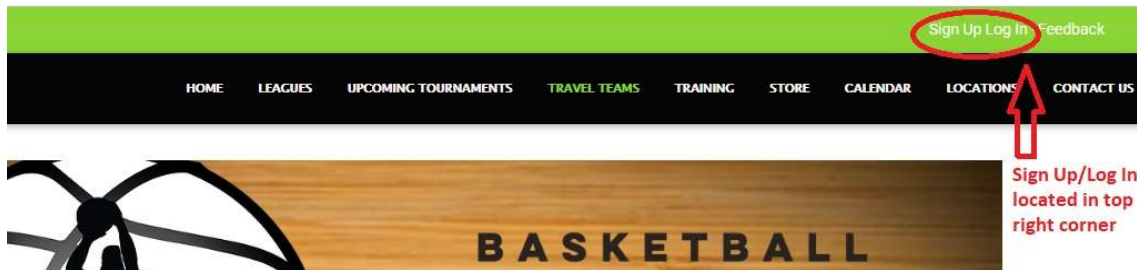 Sign Up Log In Feedback
HOME LEAGUES UPCOMING TOURNAMENTS TRAVEL TEAMS TRAINING STORE CALENDAR LOCATIONS CONTACT US
Sign Up/Log In
located in top
right corner
BASKETBALL